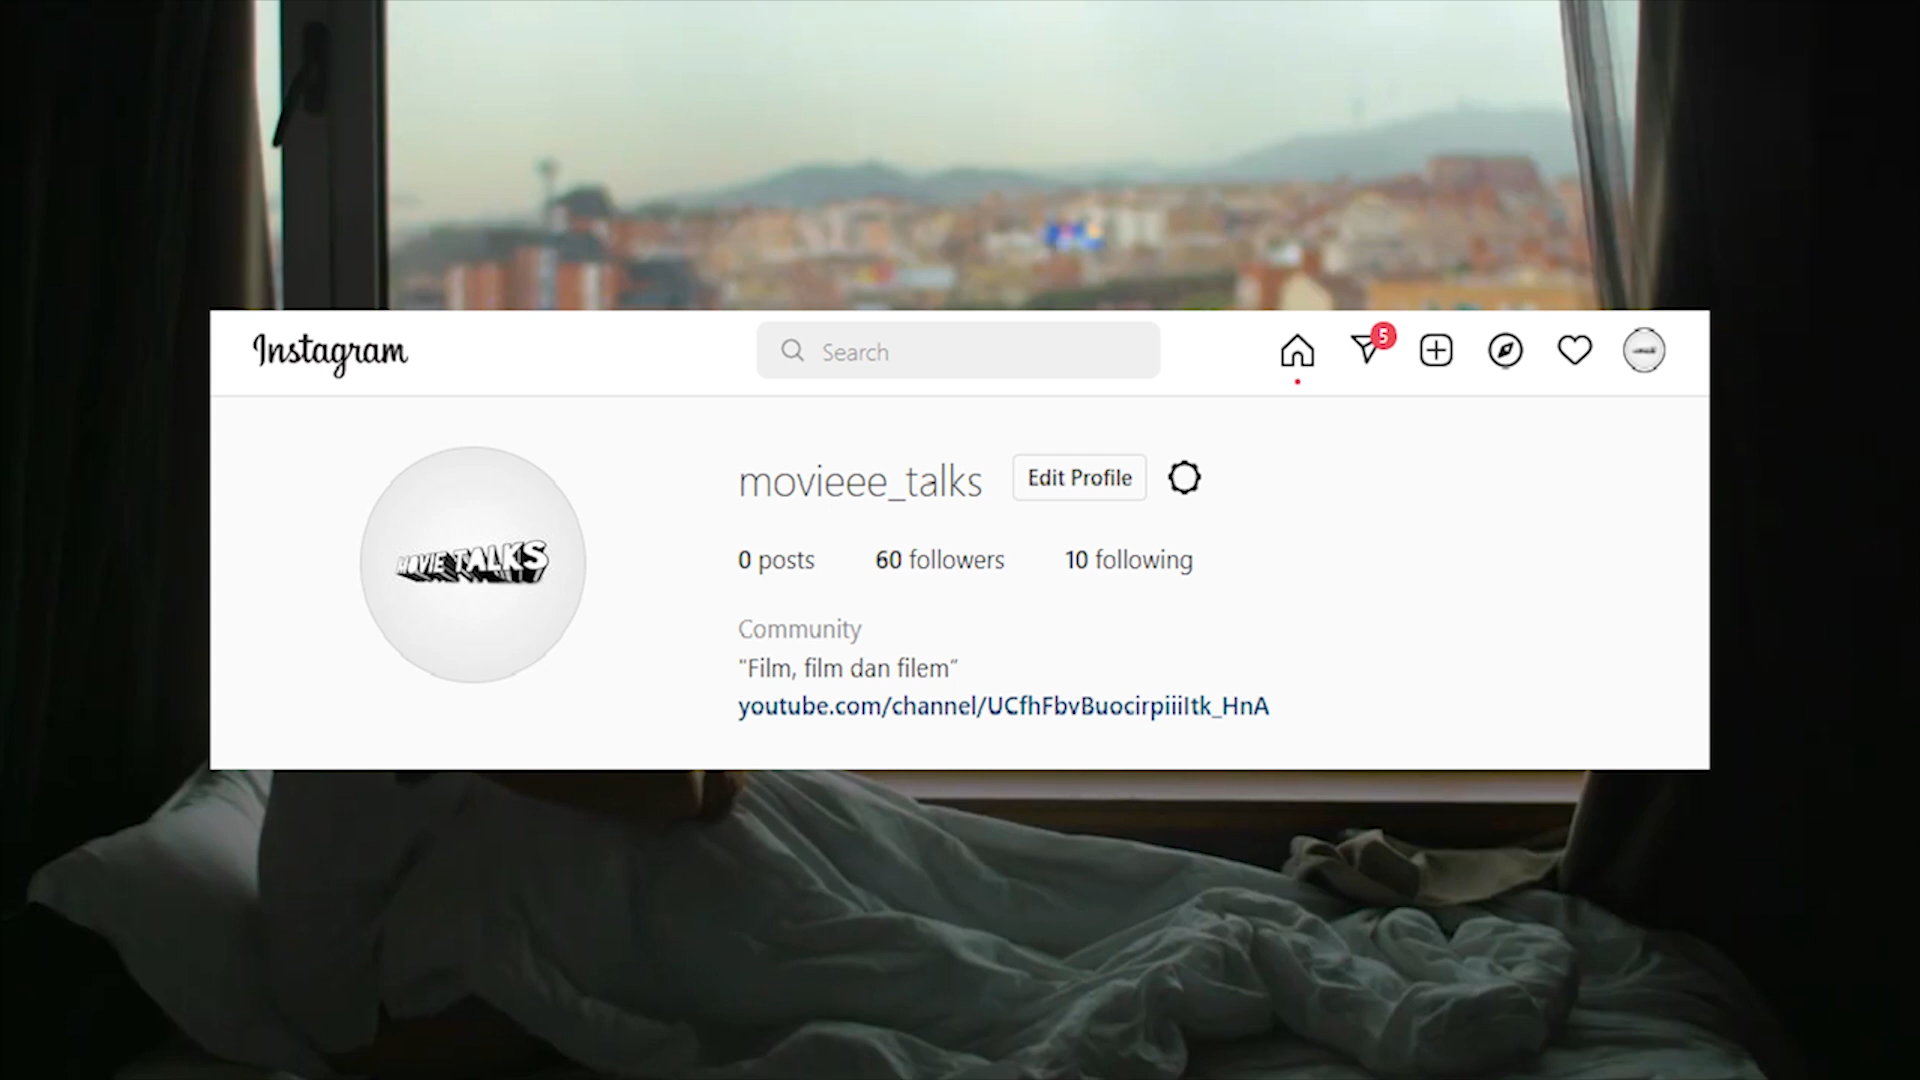 Instagram
Search
5
movieee_talks
Edit Profile
MOVIE TALKS
0 posts
60 followers
10 following
Community
"Film, film dan filem"
youtube.com/channel/UCfhFbvBuocirpiiiltk_HnA